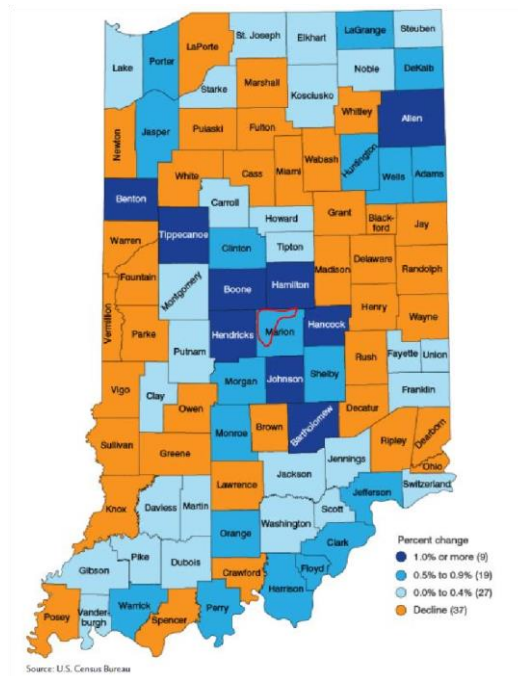 St. Joseph
Elkhart
LaGrange
Steuben
LaPorte
Lake
Porter
Noble
DeKalb
Starke
Marshall
Kosciusko
Whitley
Allen
Newton
Jasper
Pulaski
Fulton
Wabash
Huntington
Wells
Adams
White
Cass
Miami
Benton
Carroll
Howard
Grant
Black-
ford
Jay
Tippecanoe
Clinton
Tipton
Warren
Fountain
Montgomery
Boone
Hamilton
Madison
Delaware
Randolph
Vermillion
Parke
Putnam
Hendricks
Marion
Hancock
Henry
Wayne
Rush
Fayette
Union
Vigo
Clay
Owen
Morgan
Johnson
Shelby
Franklin
Decatur
Sullivan
Greene
Monroe
Brown
Bartholomew
Ripley
Dearborn
Jennings
Ohio
Jackson
Lawrence
Switzerland
Jefferson
Knox
Daviess
Martin
Scott
Washington
Orange
Clark
Gibson
Pike
Dubois
Crawford
Floyd
Harrison
Posey
Vander-
burgh
Warrick
Spencer
Perry
Percent change
1.0% or more (9)
0.5% to 0.9% (19)
0.0% to 0.4% (27)
Decline (37)
Source: U.S. Census Bureau